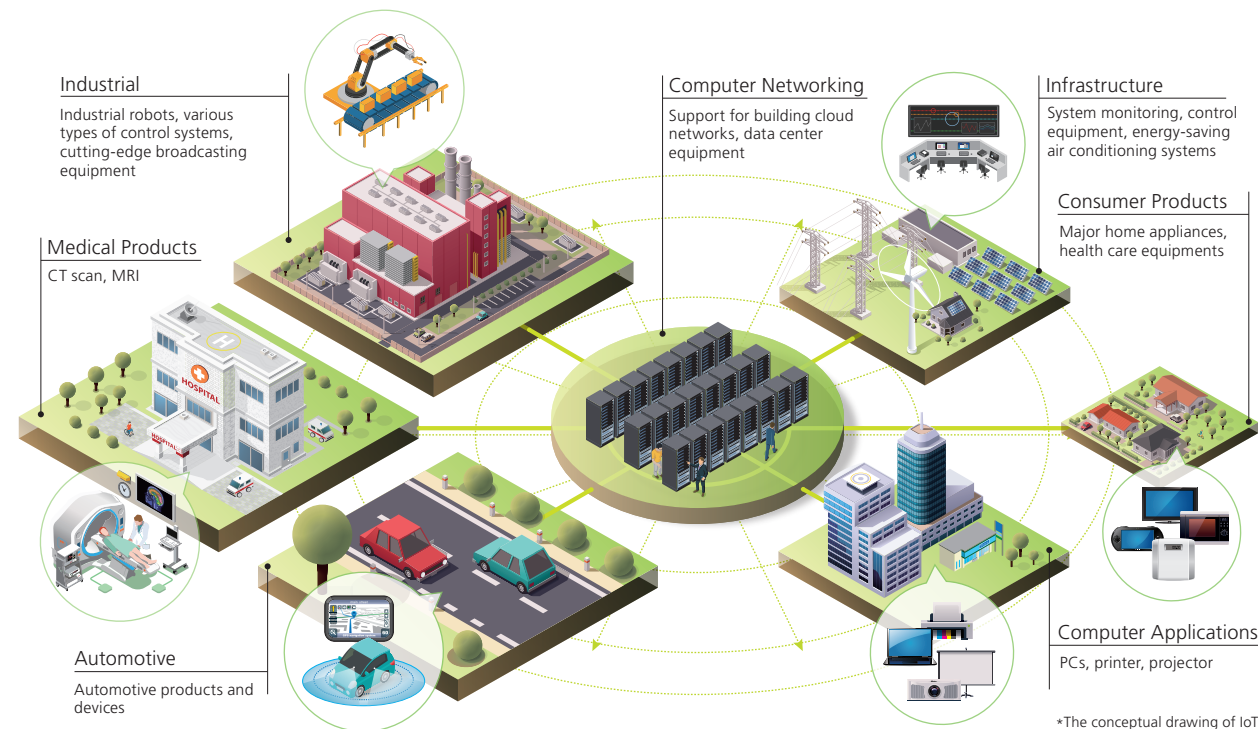 Industrial
Industrial robots, various
types of control systems,
cutting-edge broadcasting
equipment
Computer Networking
Support for building cloud
networks, data center
equipment
Infrastructure
System monitoring, control
equipment, energy-saving
air conditioning systems
Consumer Products
Major home appliances,
health care equipments
Medical Products
CT scan, MRI
H
HOSPITAL
HOSPITAL
Automotive
Automotive products and
devices
Computer Applications
PCs, printer, projector
*The conceptual drawing of IoT